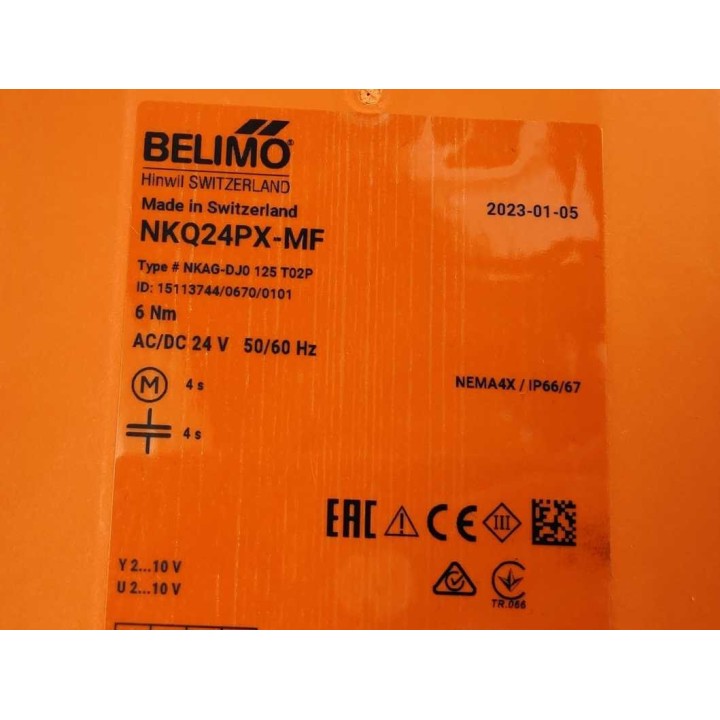 BELIMO®
Hinwil SWITZERLAND
Made in Switzerland
2023-01-05
NKQ24PX-MF
Type # NKAG-DJ0 125 T02P
ID: 15113744/0670/0101
6 Nm
AC/DC 24 V 50/60 Hz
M 4 s
NEMA4X / IP66/67
4 s
EAC CE III
Y 2...10 V
U 2...10 V
TR.066